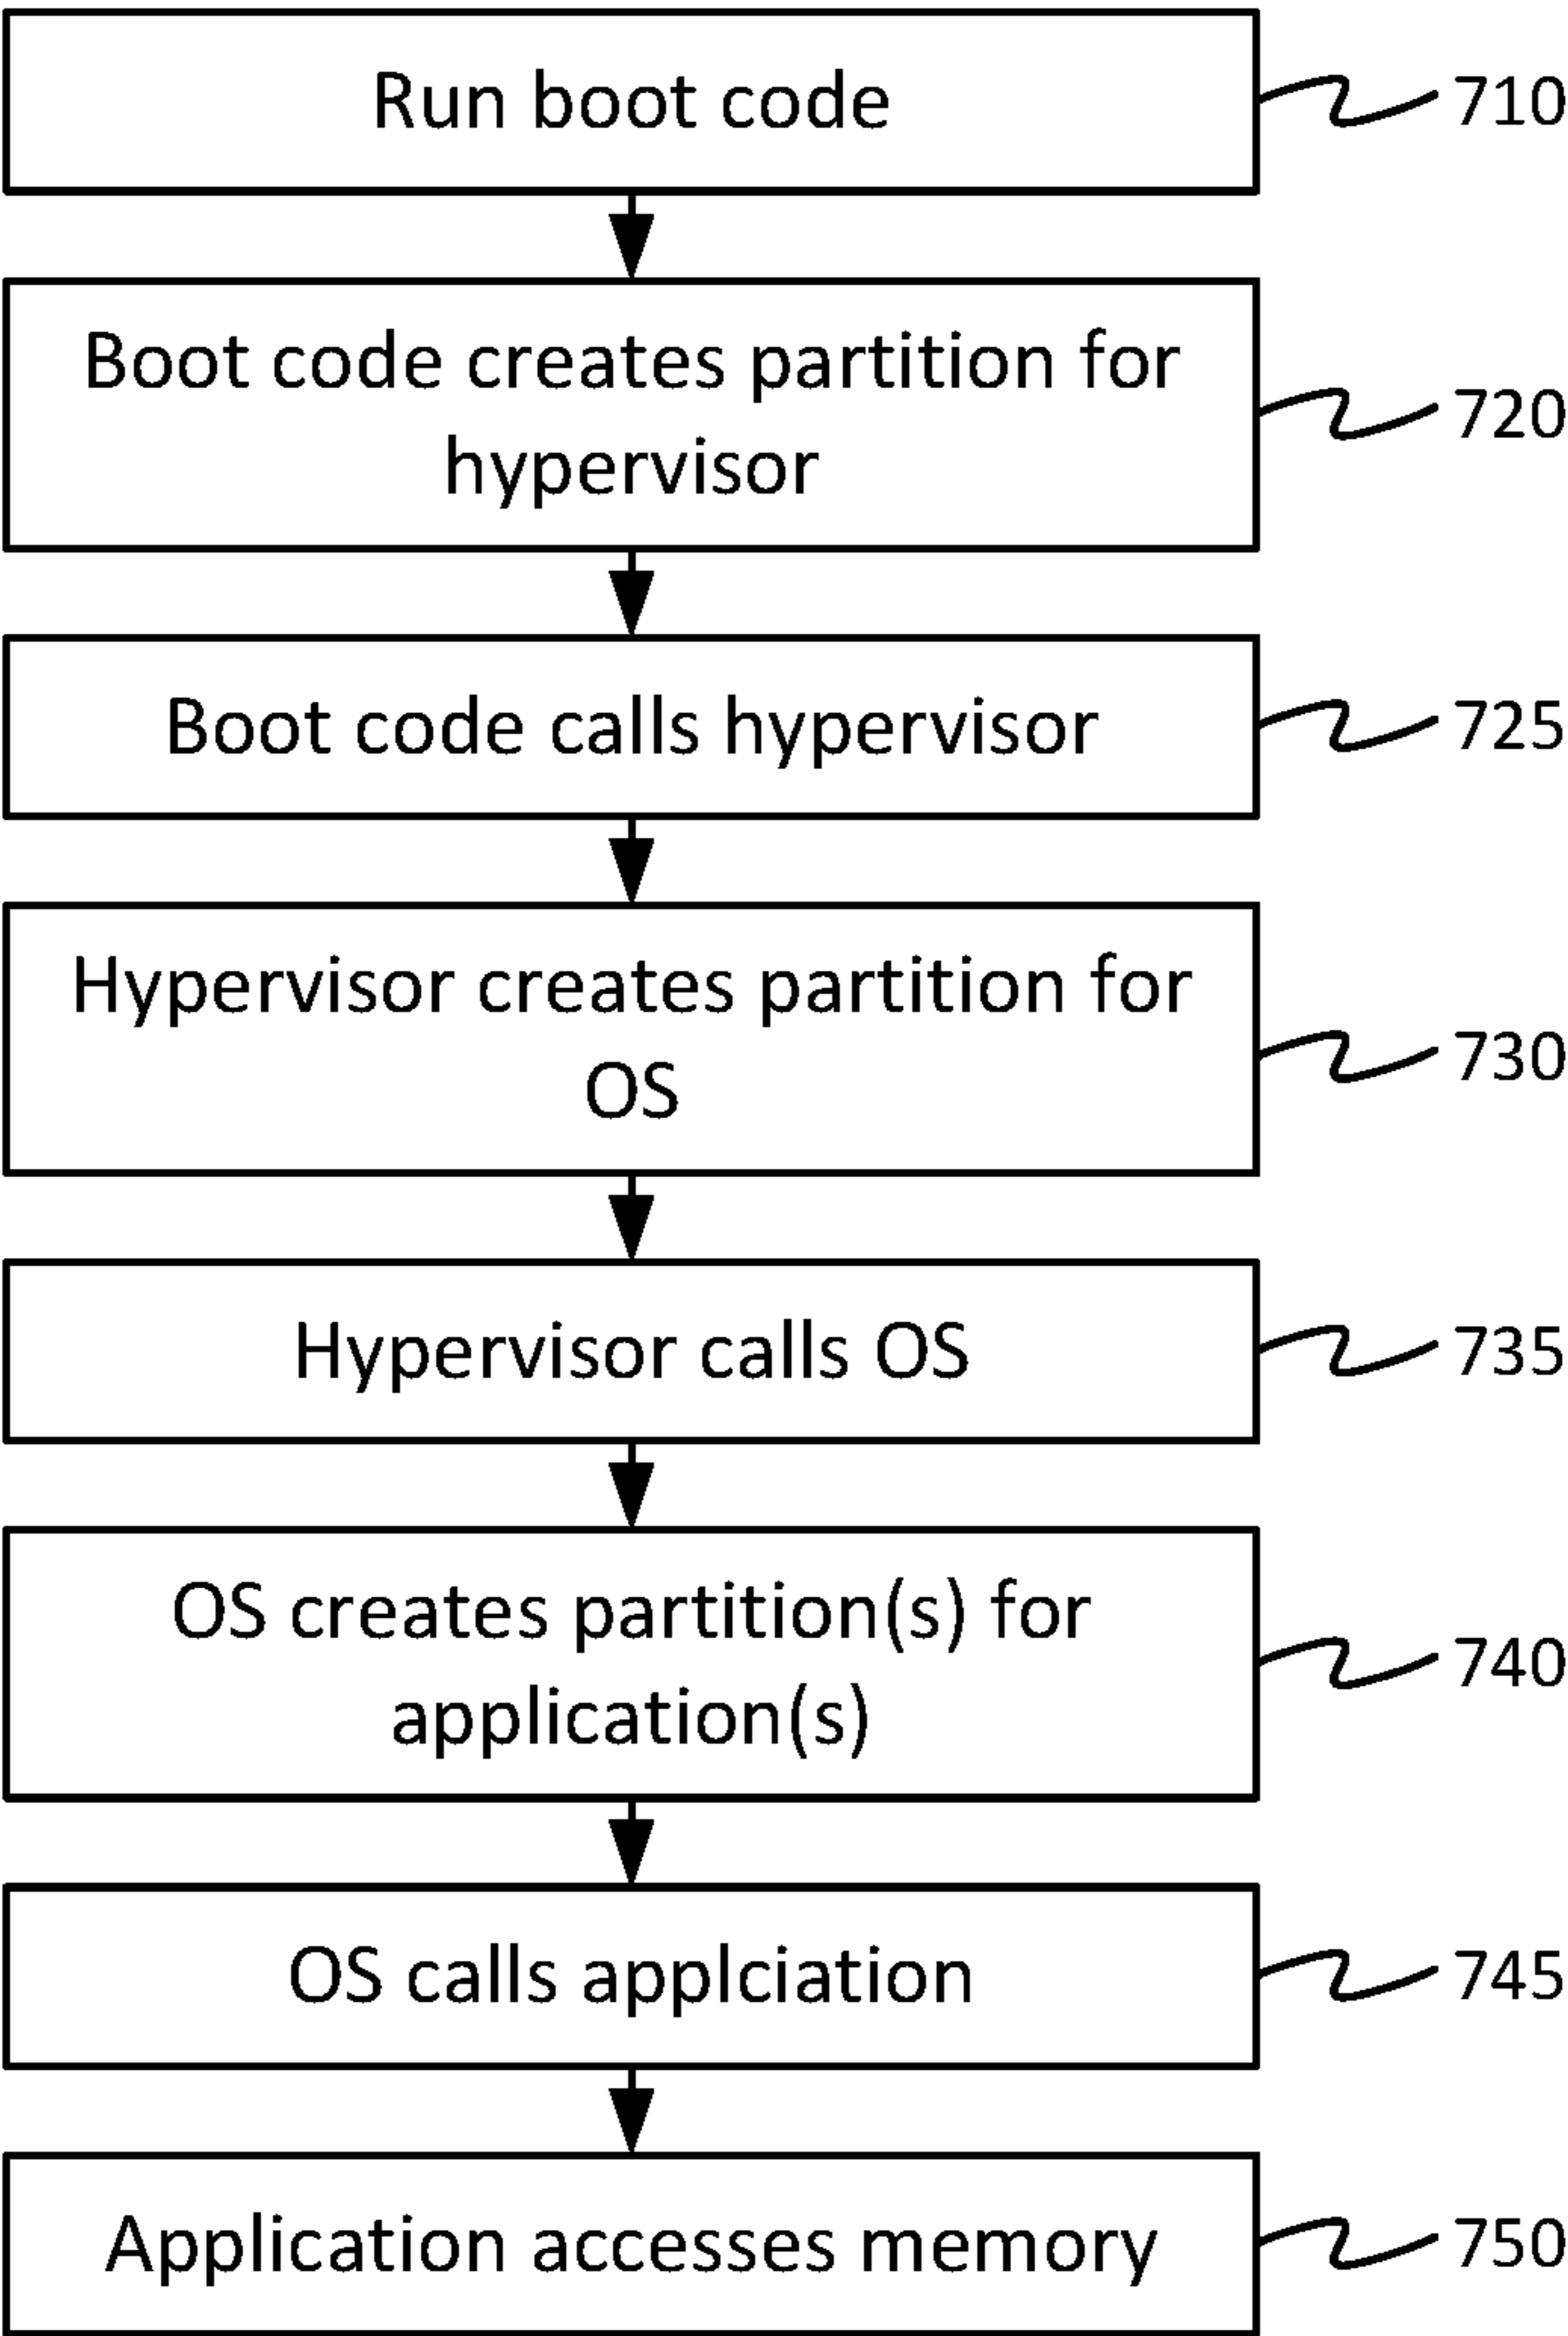 Run boot code
710
Boot code creates partition for
hypervisor
720
Boot code calls hypervisor
725
Hypervisor creates partition for
OS
730
Hypervisor calls OS
735
OS creates partition(s) for
application(s)
740
OS calls applciation
745
Application accesses memory
750